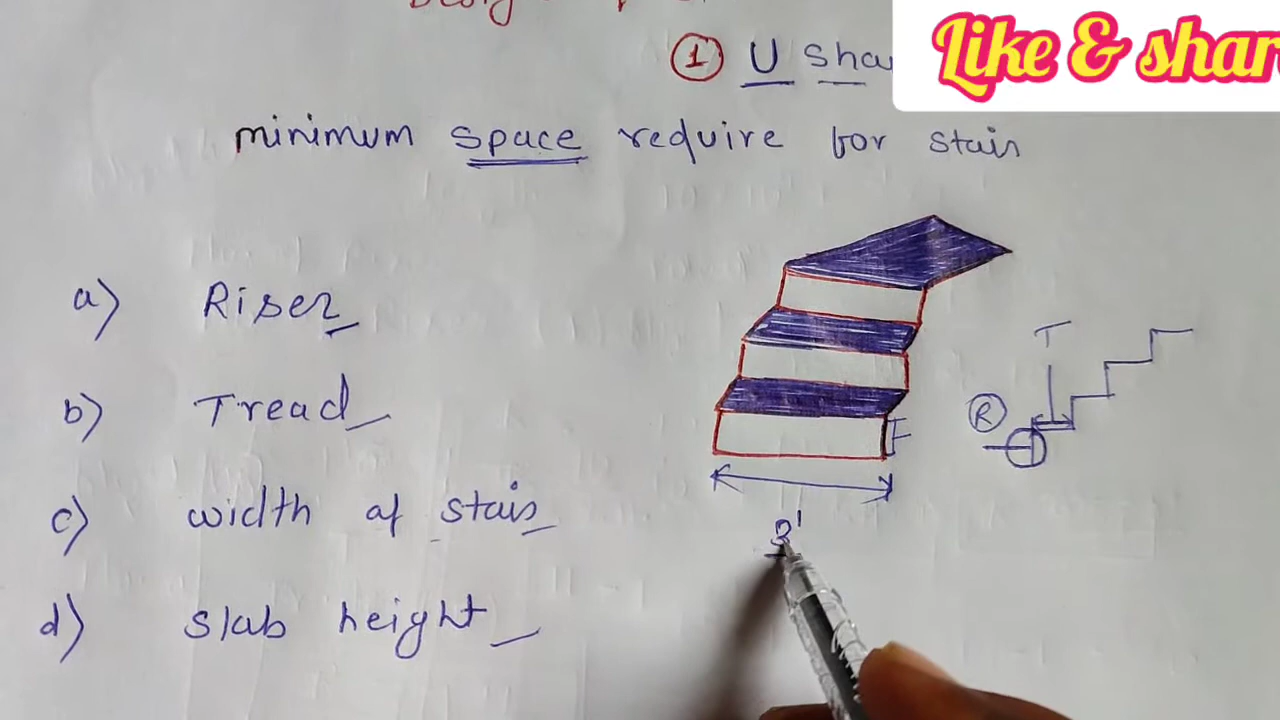 Like & shar
① U sha
minimum space require for stair
a) Riser
b) Tread
c) width of stair
d) slab height
T
R
3'